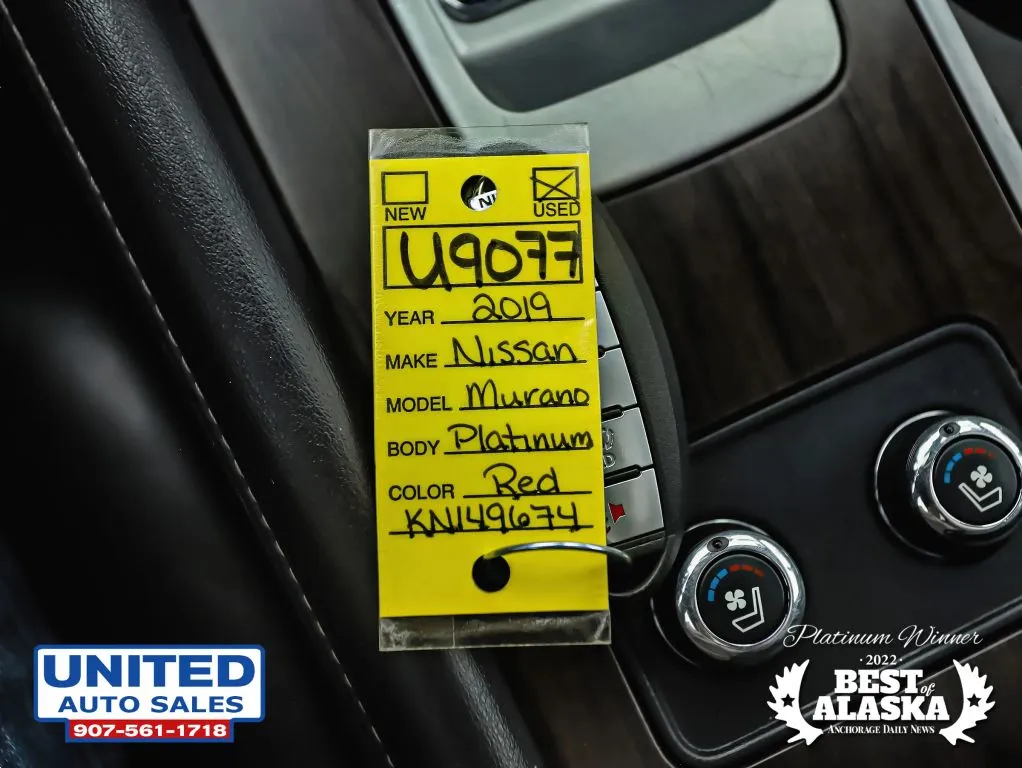 NEW
USED
U9077
YEAR 2019
MAKE Nissan
MODEL Murano
BODY Platinum
COLOR Red
KN149674
UNITED
AUTO SALES
907-561-1718
Platinum Winner
·2022·
BEST of
ALASKA
ANCHORAGE DAILY NEWS